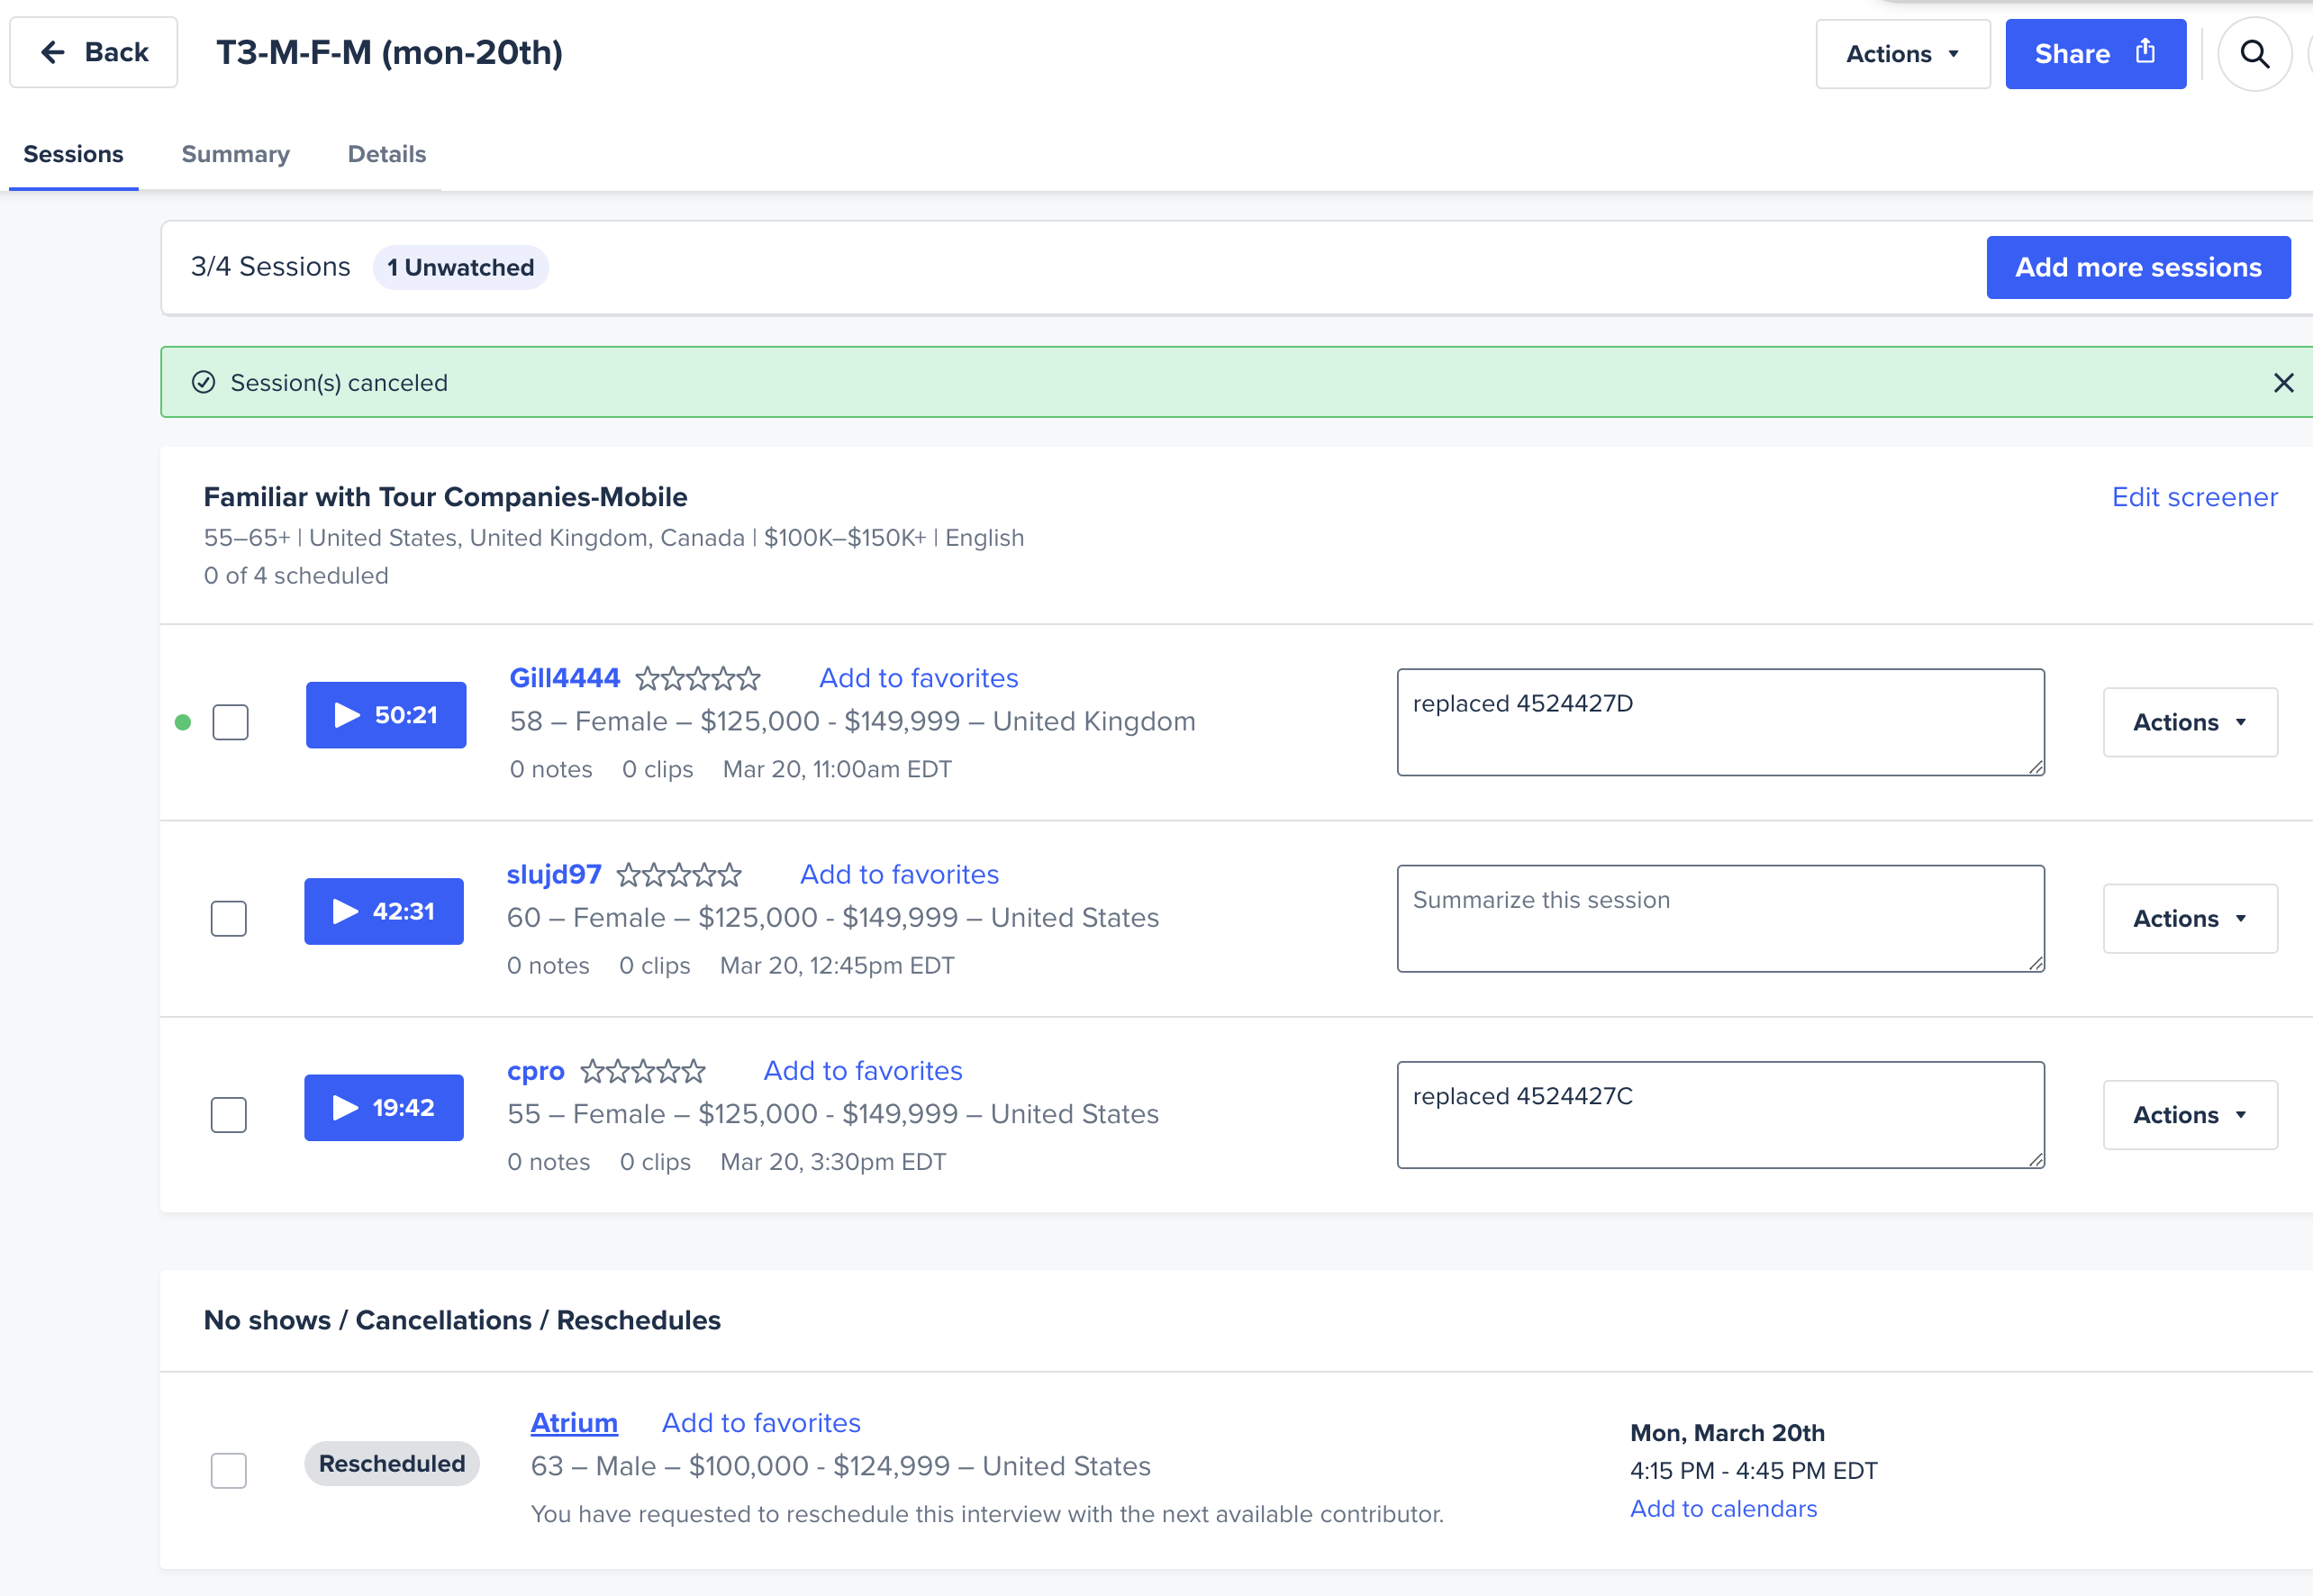 Back
T3-M-F-M (mon-20th)
Actions
Share
Sessions
Summary
Details
3/4 Sessions
1 Unwatched
Add more sessions
Session(s) canceled
Familiar with Tour Companies-Mobile
Edit screener
55–65+ | United States, United Kingdom, Canada | $100K–$150K+ | English
0 of 4 scheduled
50:21
Gill4444
Add to favorites
58 – Female – $125,000 - $149,999 – United Kingdom
0 notes
0 clips
Mar 20, 11:00am EDT
replaced 4524427D
Actions
42:31
slujd97
Add to favorites
60 – Female – $125,000 - $149,999 – United States
0 notes
0 clips
Mar 20, 12:45pm EDT
Summarize this session
Actions
19:42
cpro
Add to favorites
55 – Female – $125,000 - $149,999 – United States
0 notes
0 clips
Mar 20, 3:30pm EDT
replaced 4524427C
Actions
No shows / Cancellations / Reschedules
Rescheduled
Atrium
Add to favorites
63 – Male – $100,000 - $124,999 – United States
You have requested to reschedule this interview with the next available contributor.
Mon, March 20th
4:15 PM - 4:45 PM EDT
Add to calendars